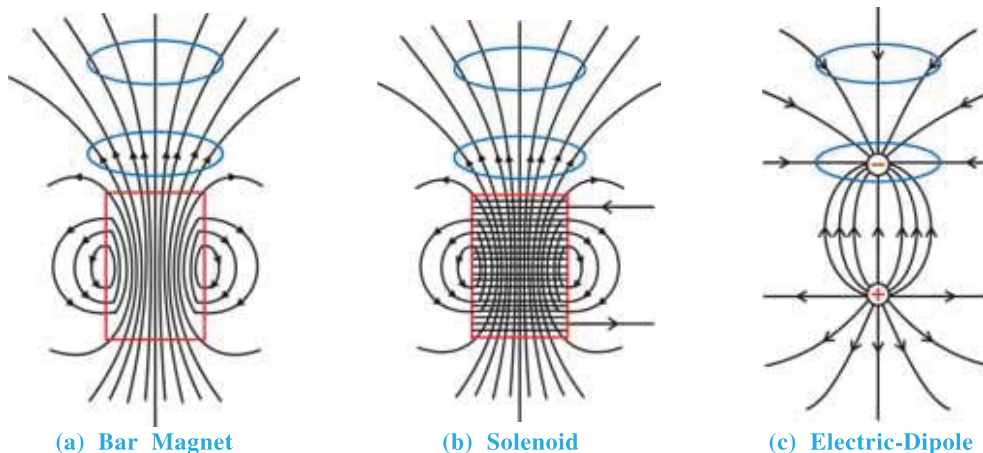 −
+
(a) Bar Magnet
(b) Solenoid
(c) Electric-Dipole